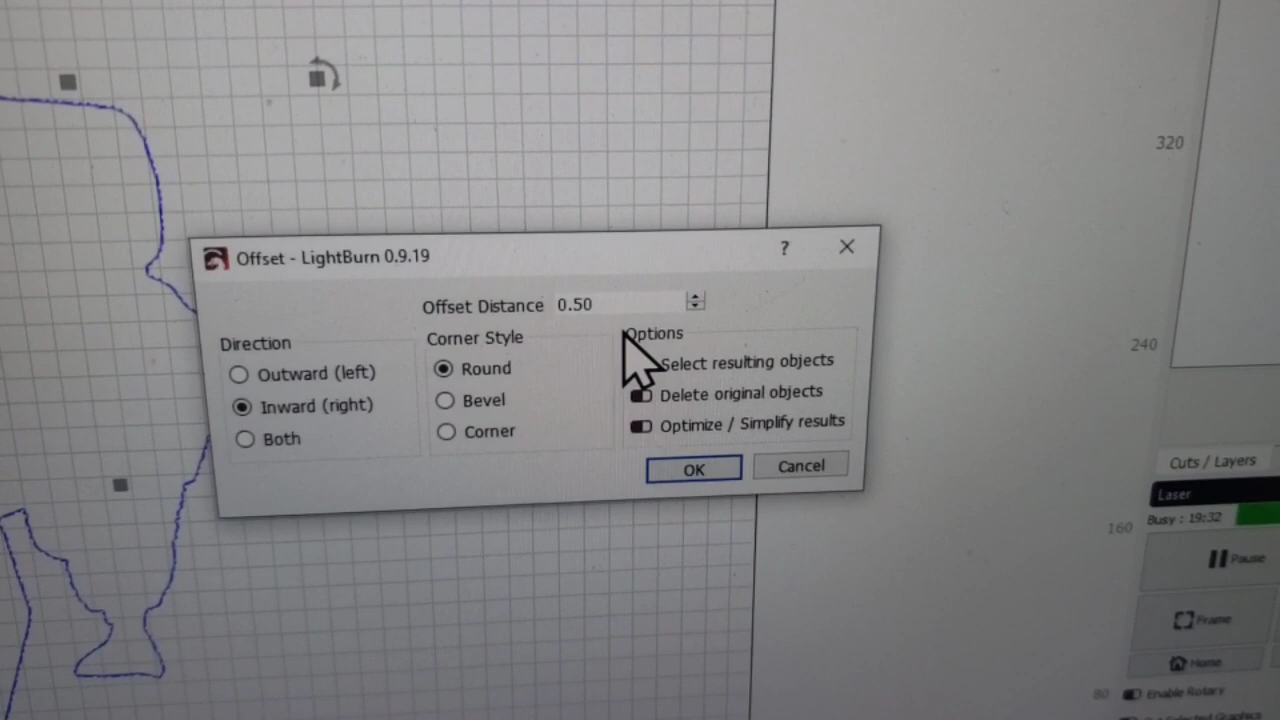 320
Offset - LightBurn 0.9.19
?
Offset Distance 0.50
Direction
Outward (left)
Inward (right)
Both
Corner Style
Round
Bevel
Corner
Options
Select resulting objects
Delete original objects
Optimize / Simplify results
OK
Cancel
240
Cuts / Layers
Laser
Busy : 19:32
160
Pause
Frame
Home
80
Enable Rotary